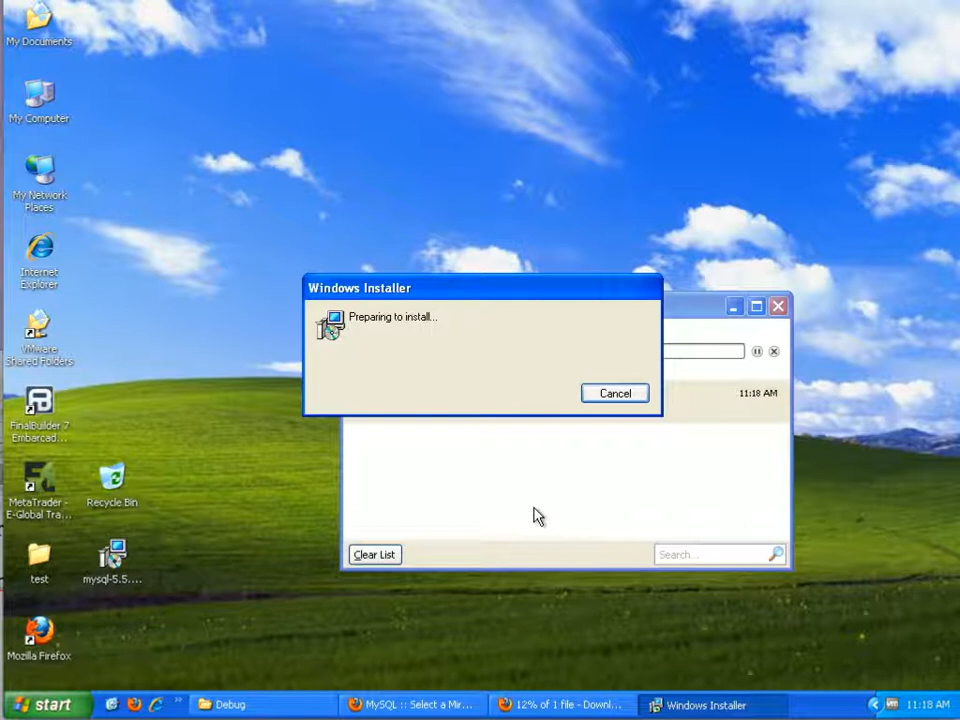 My Documents
My Computer
My Network
Places
Internet
Explorer
VMware
Shared Folders
FinalBuilder 7
Embarcad...
MetaTrader -
E-Global Tra...
Recycle Bin
test
mysql-5.5....
Mozilla Firefox
Windows Installer
Preparing to install...
Cancel
11:18 AM
Clear List
Search...
start
Debug
MySQL :: Select a Mir...
12% of 1 file - Downl...
Windows Installer
11:18 AM